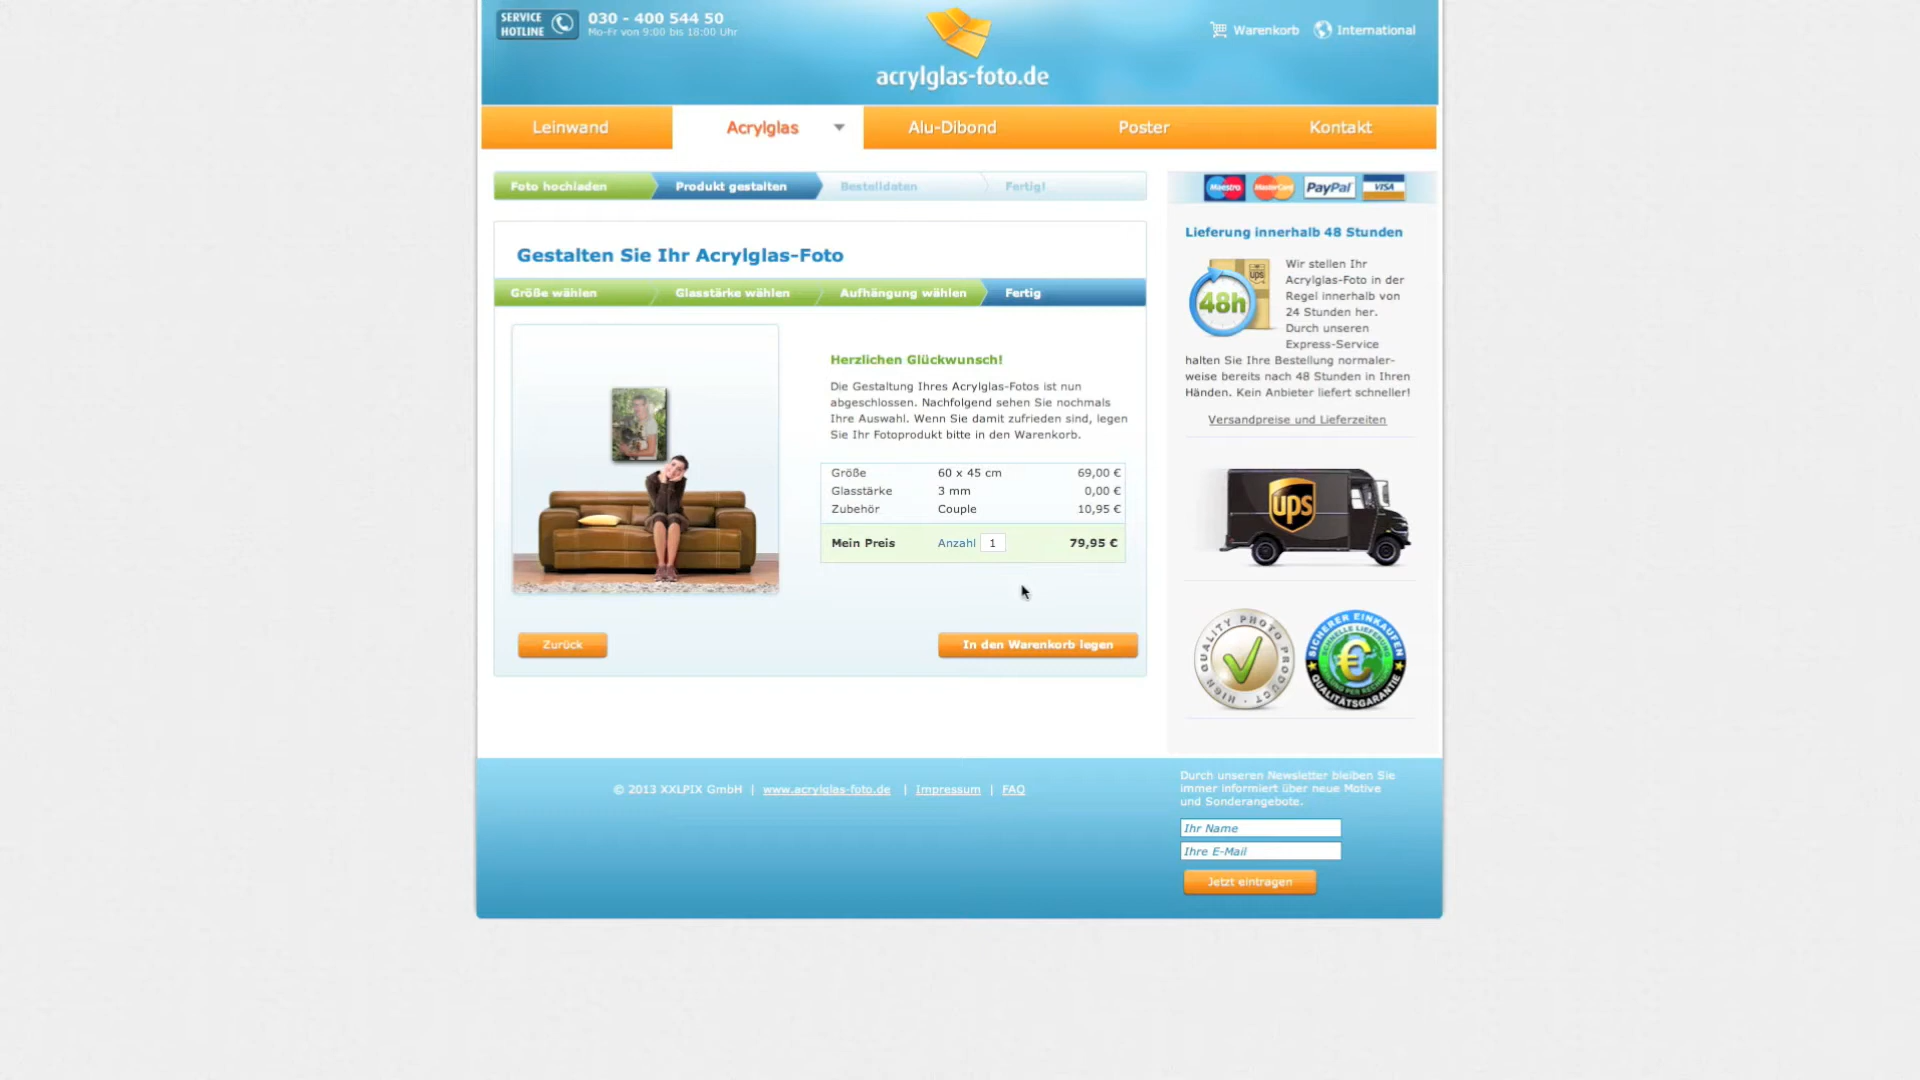 SERVICE HOTLINE
030 - 400 544 50
Mo-Fr von 9:00 bis 18:00 Uhr
acrylglas-foto.de
Warenkorb
International
Leinwand
Acrylglas
Alu-Dibond
Poster
Kontakt
Foto hochladen
Produkt gestalten
Bestelldaten
Fertig!
Gestalten Sie Ihr Acrylglas-Foto
Größe wählen
Glasstärke wählen
Aufhängung wählen
Fertig
Herzlichen Glückwunsch!
Die Gestaltung Ihres Acrylglas-Fotos ist nun
abgeschlossen. Nachfolgend sehen Sie nochmals
Ihre Auswahl. Wenn Sie damit zufrieden sind, legen
Sie Ihr Fotoprodukt bitte in den Warenkorb.
Größe 60 x 45 cm 69,00 €
Glasstärke 3 mm 0,00 €
Zubehör Couple 10,95 €
Mein Preis Anzahl 1 79,95 €
Zurück
In den Warenkorb legen
Maestro MasterCard PayPal VISA
Lieferung innerhalb 48 Stunden
ups
48h
Wir stellen Ihr
Acrylglas-Foto in der
Regel innerhalb von
24 Stunden her.
Durch unseren
Express-Service
halten Sie Ihre Bestellung normaler-
weise bereits nach 48 Stunden in Ihren
Händen. Kein Anbieter liefert schneller!
Versandpreise und Lieferzeiten
ups
HIGH QUALITY PHOTO PRODUCT
SICHERER EINKAUFEN
SCHNELLE LIEFERUNG
€
QUALITÄTSGARANTIE
© 2013 XXLPIX GmbH | www.acrylglas-foto.de | Impressum | FAQ
Durch unseren Newsletter bleiben Sie
immer informiert über neue Motive
und Sonderangebote.
Ihr Name
Ihre E-Mail
Jetzt eintragen